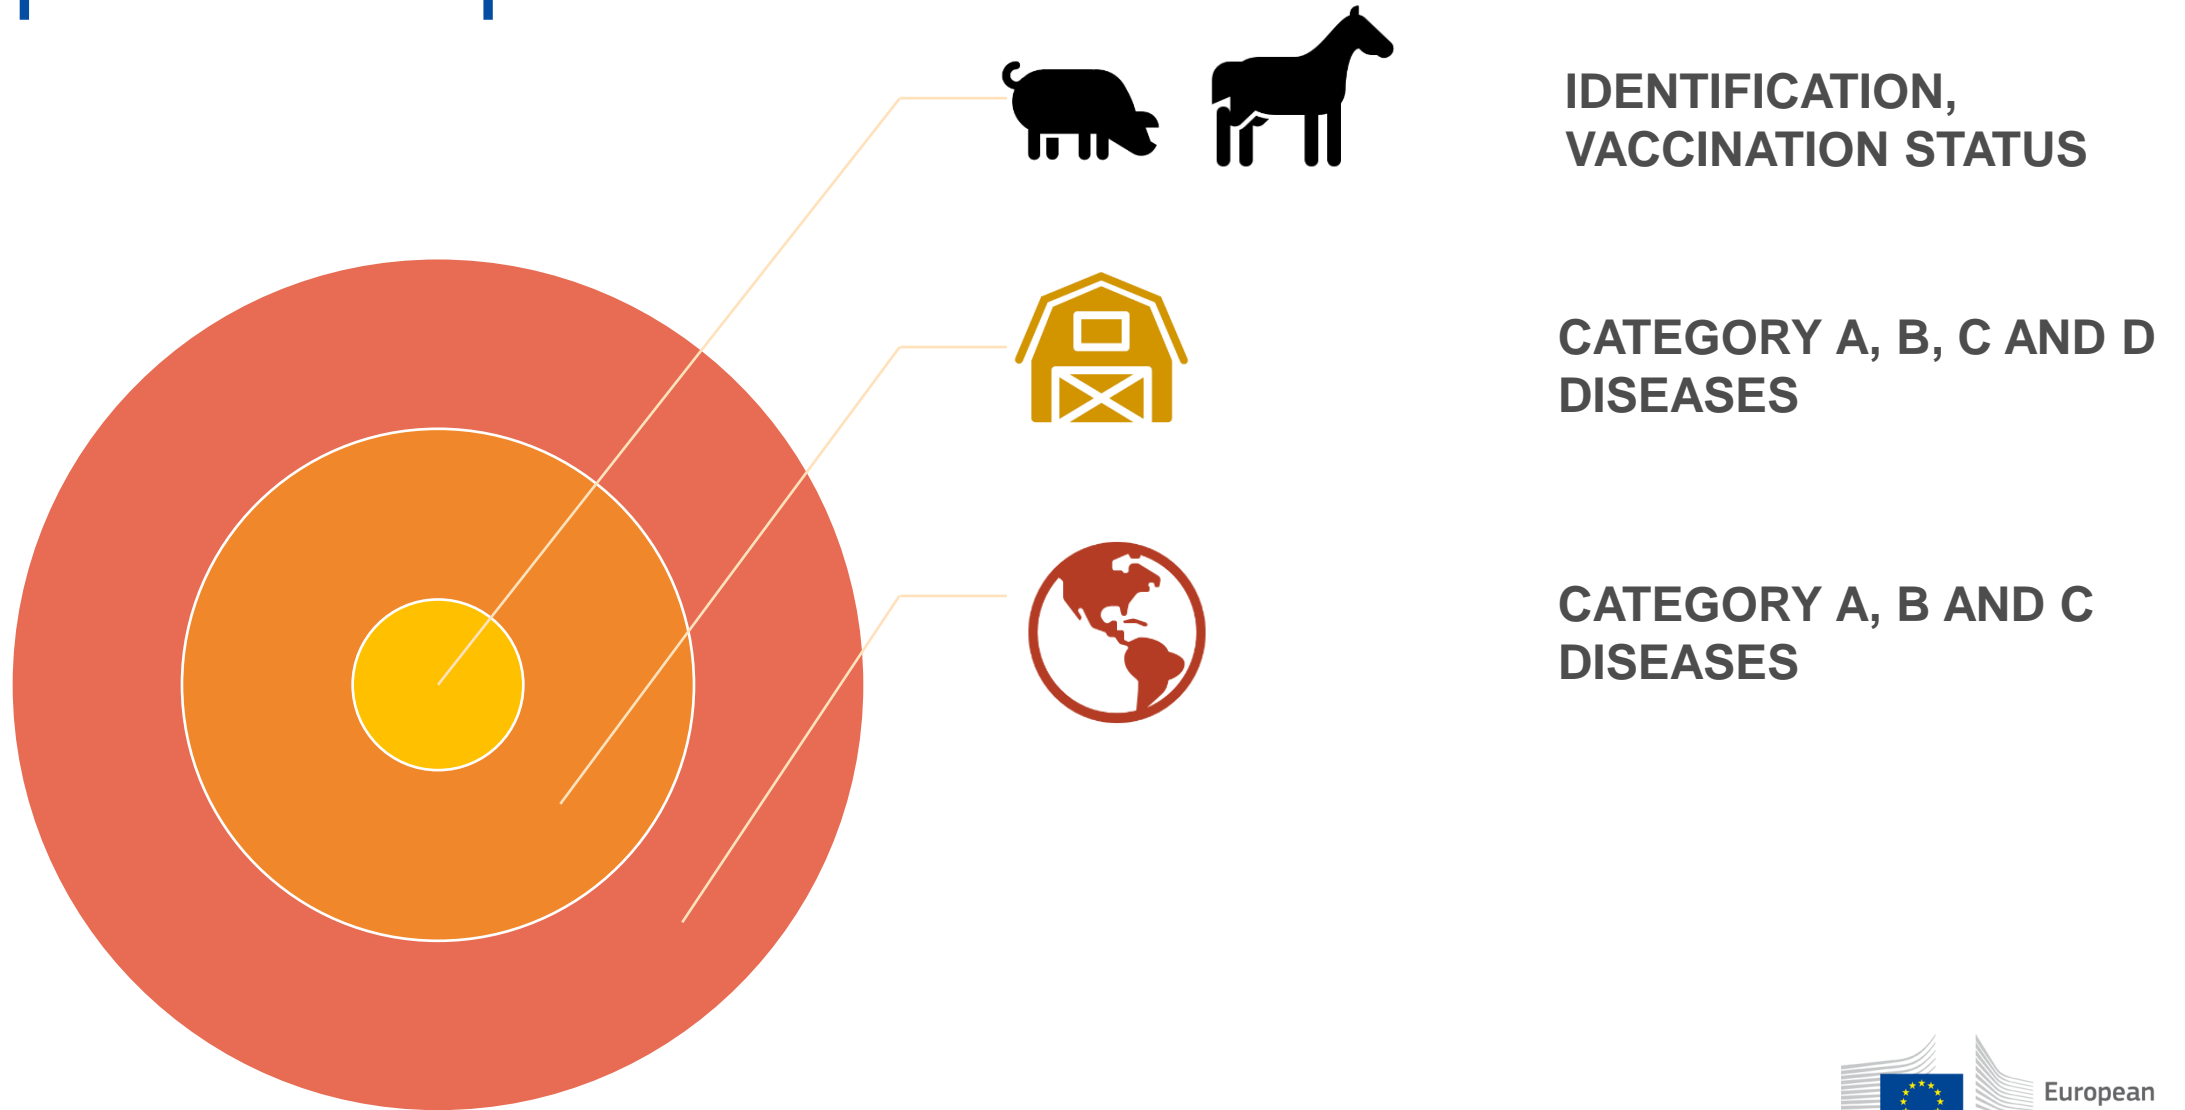 IDENTIFICATION,
VACCINATION STATUS
CATEGORY A, B, C AND D
DISEASES
CATEGORY A, B AND C
DISEASES
European